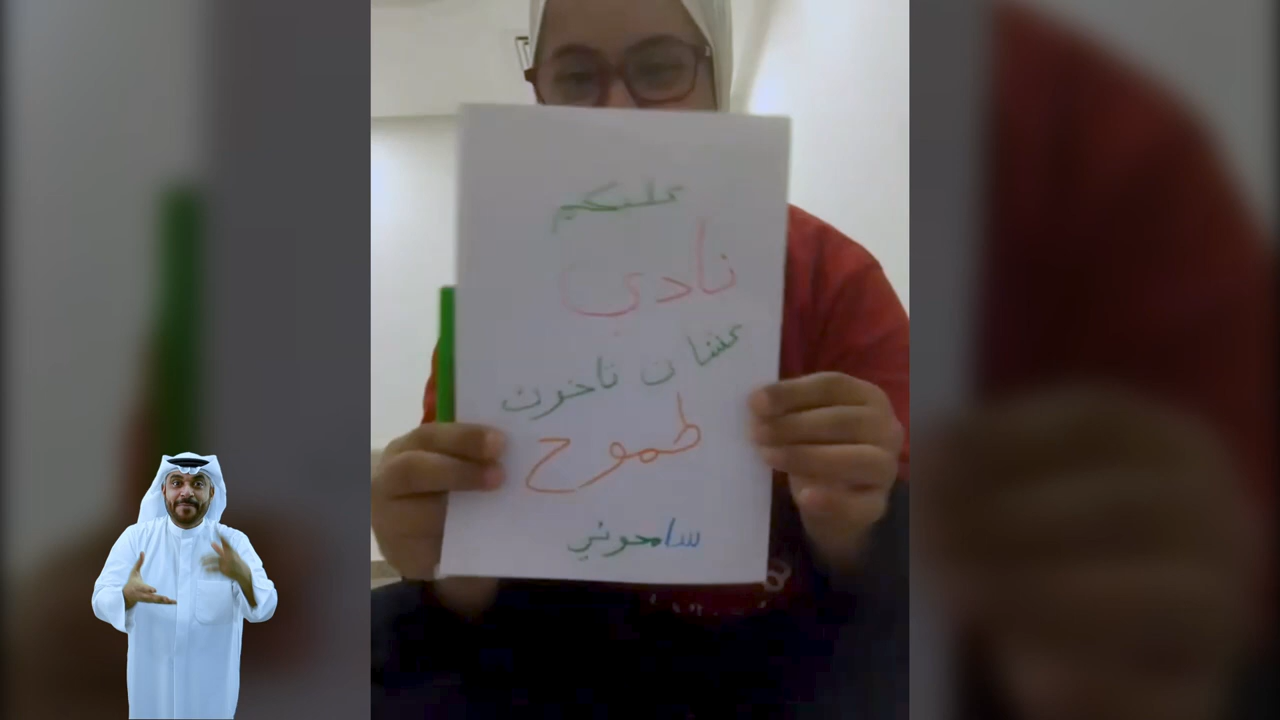 عليكم
نادي
عشان تاخرت
طموح
سامحوني